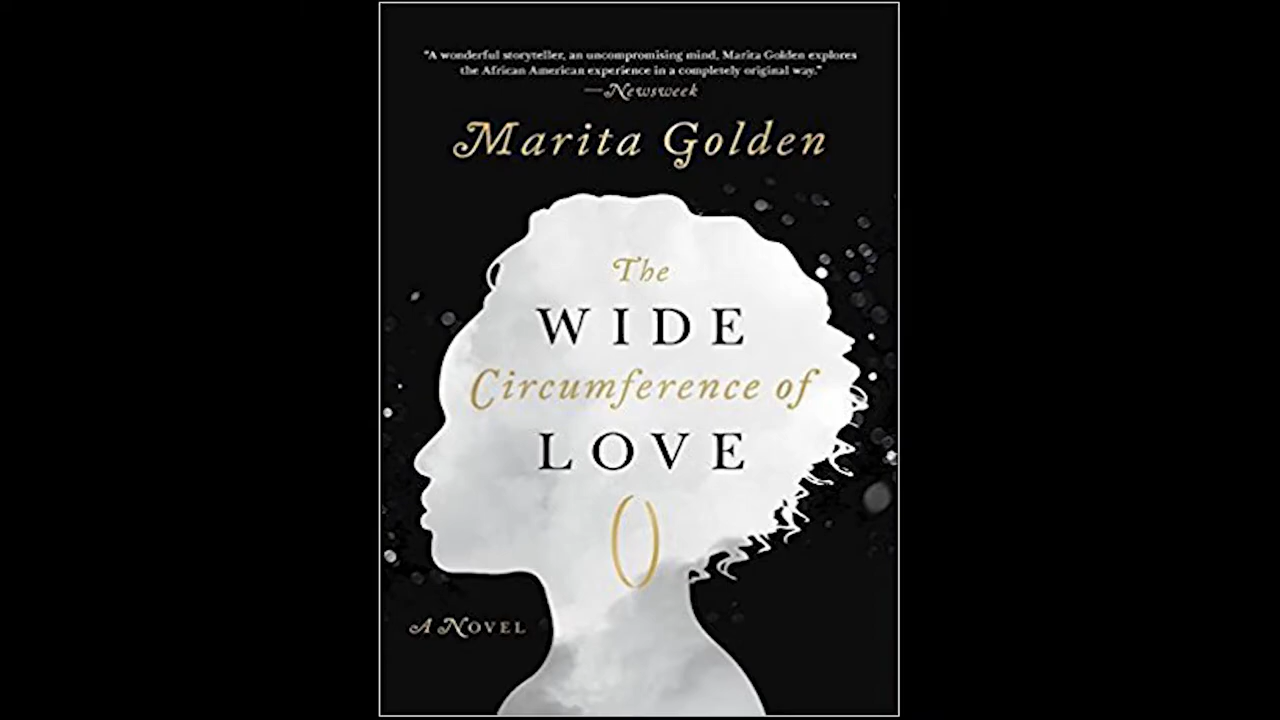 “A wonderful storyteller, an uncompromising mind, Marita Golden explores
the African American experience in a completely original way.”
—Newsweek
Marita Golden
The
WIDE
Circumference of
LOVE
A NOVEL